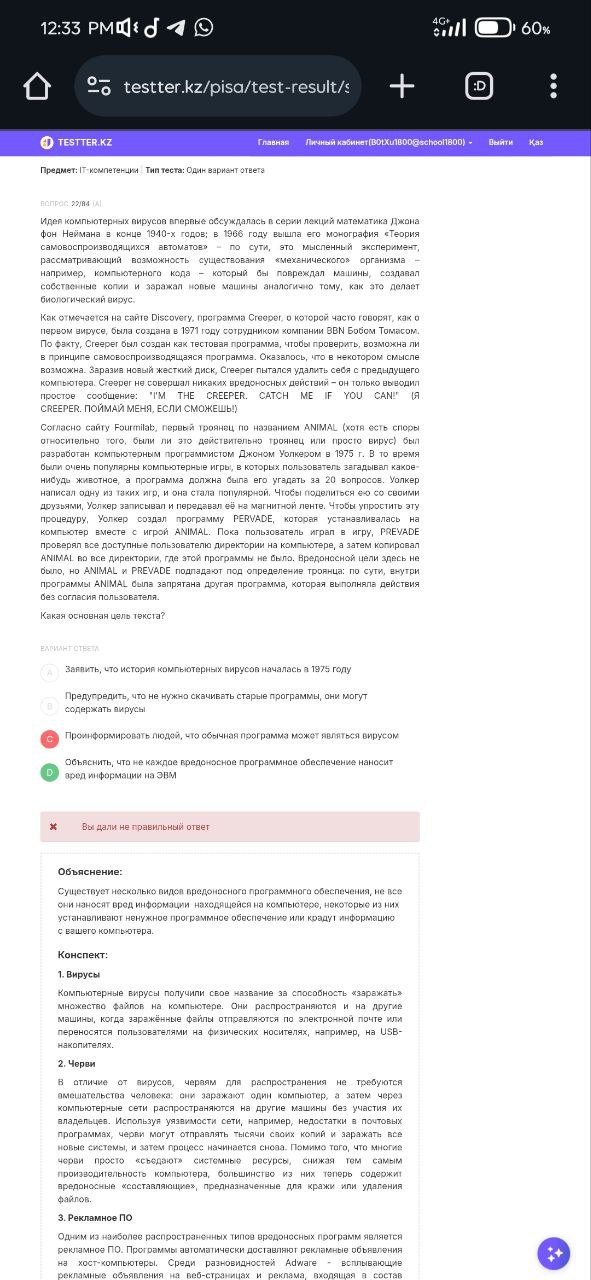 12:33 PM
4G+
60%
testter.kz/pisa/test-result/s
:D
TESTTER.KZ
Главная
Личный кабинет(B0tXu1800@school1800)
Выйти
Қаз
Предмет: IT-компетенции | Тип теста: Один вариант ответа
ВОПРОС 22/84 (A)
Идея компьютерных вирусов впервые обсуждалась в серии лекций математика Джона
фон Неймана в конце 1940-х годов; в 1966 году вышла его монография «Теория
самовоспроизводящихся автоматов» – по сути, это мысленный эксперимент,
рассматривающий возможность существования «механического» организма –
например, компьютерного кода – который бы повреждал машины, создавал
собственные копии и заражал новые машины аналогично тому, как это делает
биологический вирус.
Как отмечается на сайте Discovery, программа Creeper, о которой часто говорят, как о
первом вирусе, была создана в 1971 году сотрудником компании BBN Бобом Томасом.
По факту, Creeper был создан как тестовая программа, чтобы проверить, возможна ли
в принципе самовоспроизводящаяся программа. Оказалось, что в некотором смысле
возможна. Заразив новый жесткий диск, Creeper пытался удалить себя с предыдущего
компьютера. Creeper не совершал никаких вредоносных действий – он только выводил
простое сообщение: "I'M THE CREEPER. CATCH ME IF YOU CAN!" (Я
CREEPER. ПОЙМАЙ МЕНЯ, ЕСЛИ СМОЖЕШЬ!)
Согласно сайту Fourmilab, первый троянец по названием ANIMAL (хотя есть споры
относительно того, были ли это действительно троянец или просто вирус) был
разработан компьютерным программистом Джоном Уолкером в 1975 г. В то время
были очень популярны компьютерные игры, в которых пользователь загадывал какое-
нибудь животное, а программа должна была его угадать за 20 вопросов. Уолкер
написал одну из таких игр, и она стала популярной. Чтобы поделиться ею со своими
друзьями, Уолкер записывал и передавал её на магнитной ленте. Чтобы упростить эту
процедуру, Уолкер создал программу PERVADE, которая устанавливалась на
компьютер вместе с игрой ANIMAL. Пока пользователь играл в игру, PREVADE
проверял все доступные пользователю директории на компьютере, а затем копировал
ANIMAL во все директории, где этой программы не было. Вредоносной цели здесь не
было, но ANIMAL и PREVADE подпадают под определение троянца: по сути, внутри
программы ANIMAL была запрятана другая программа, которая выполняла действия
без согласия пользователя.
Какая основная цель текста?
ВАРИАНТ ОТВЕТА
A Заявить, что история компьютерных вирусов началась в 1975 году
B Предупредить, что не нужно скачивать старые программы, они могут
содержать вирусы
C Проинформировать людей, что обычная программа может являться вирусом
D Объяснить, что не каждое вредоносное программное обеспечение наносит
вред информации на ЭВМ
Вы дали не правильный ответ
Объяснение:
Существует несколько видов вредоносного программного обеспечения, не все
они наносят вред информации находящейся на компьютере, некоторые из них
устанавливают ненужное программное обеспечение или крадут информацию
с вашего компьютера.
Конспект:
1. Вирусы
Компьютерные вирусы получили свое название за способность «заражать»
множество файлов на компьютере. Они распространяются и на другие
машины, когда заражённые файлы отправляются по электронной почте или
переносятся пользователями на физических носителях, например, на USB-
накопителях.
2. Черви
В отличие от вирусов, червям для распространения не требуются
вмешательства человека: они заражают один компьютер, а затем через
компьютерные сети распространяются на другие машины без участия их
владельцев. Используя уязвимости сети, например, недостатки в почтовых
программах, черви могут отправлять тысячи своих копий и заражать все
новые системы, и затем процесс начинается снова. Помимо того, что многие
черви просто «съедают» системные ресурсы, снижая тем самым
производительность компьютера, большинство из них теперь содержит
вредоносные «составляющие», предназначенные для кражи или удаления
файлов.
3. Рекламное ПО
Одним из наиболее распространенных типов вредоносных программ является
рекламное ПО. Программы автоматически доставляют рекламные объявления
на хост-компьютеры. Среди разновидностей Adware - всплывающие
рекламные объявления на веб-страницах и реклама, входящая в состав